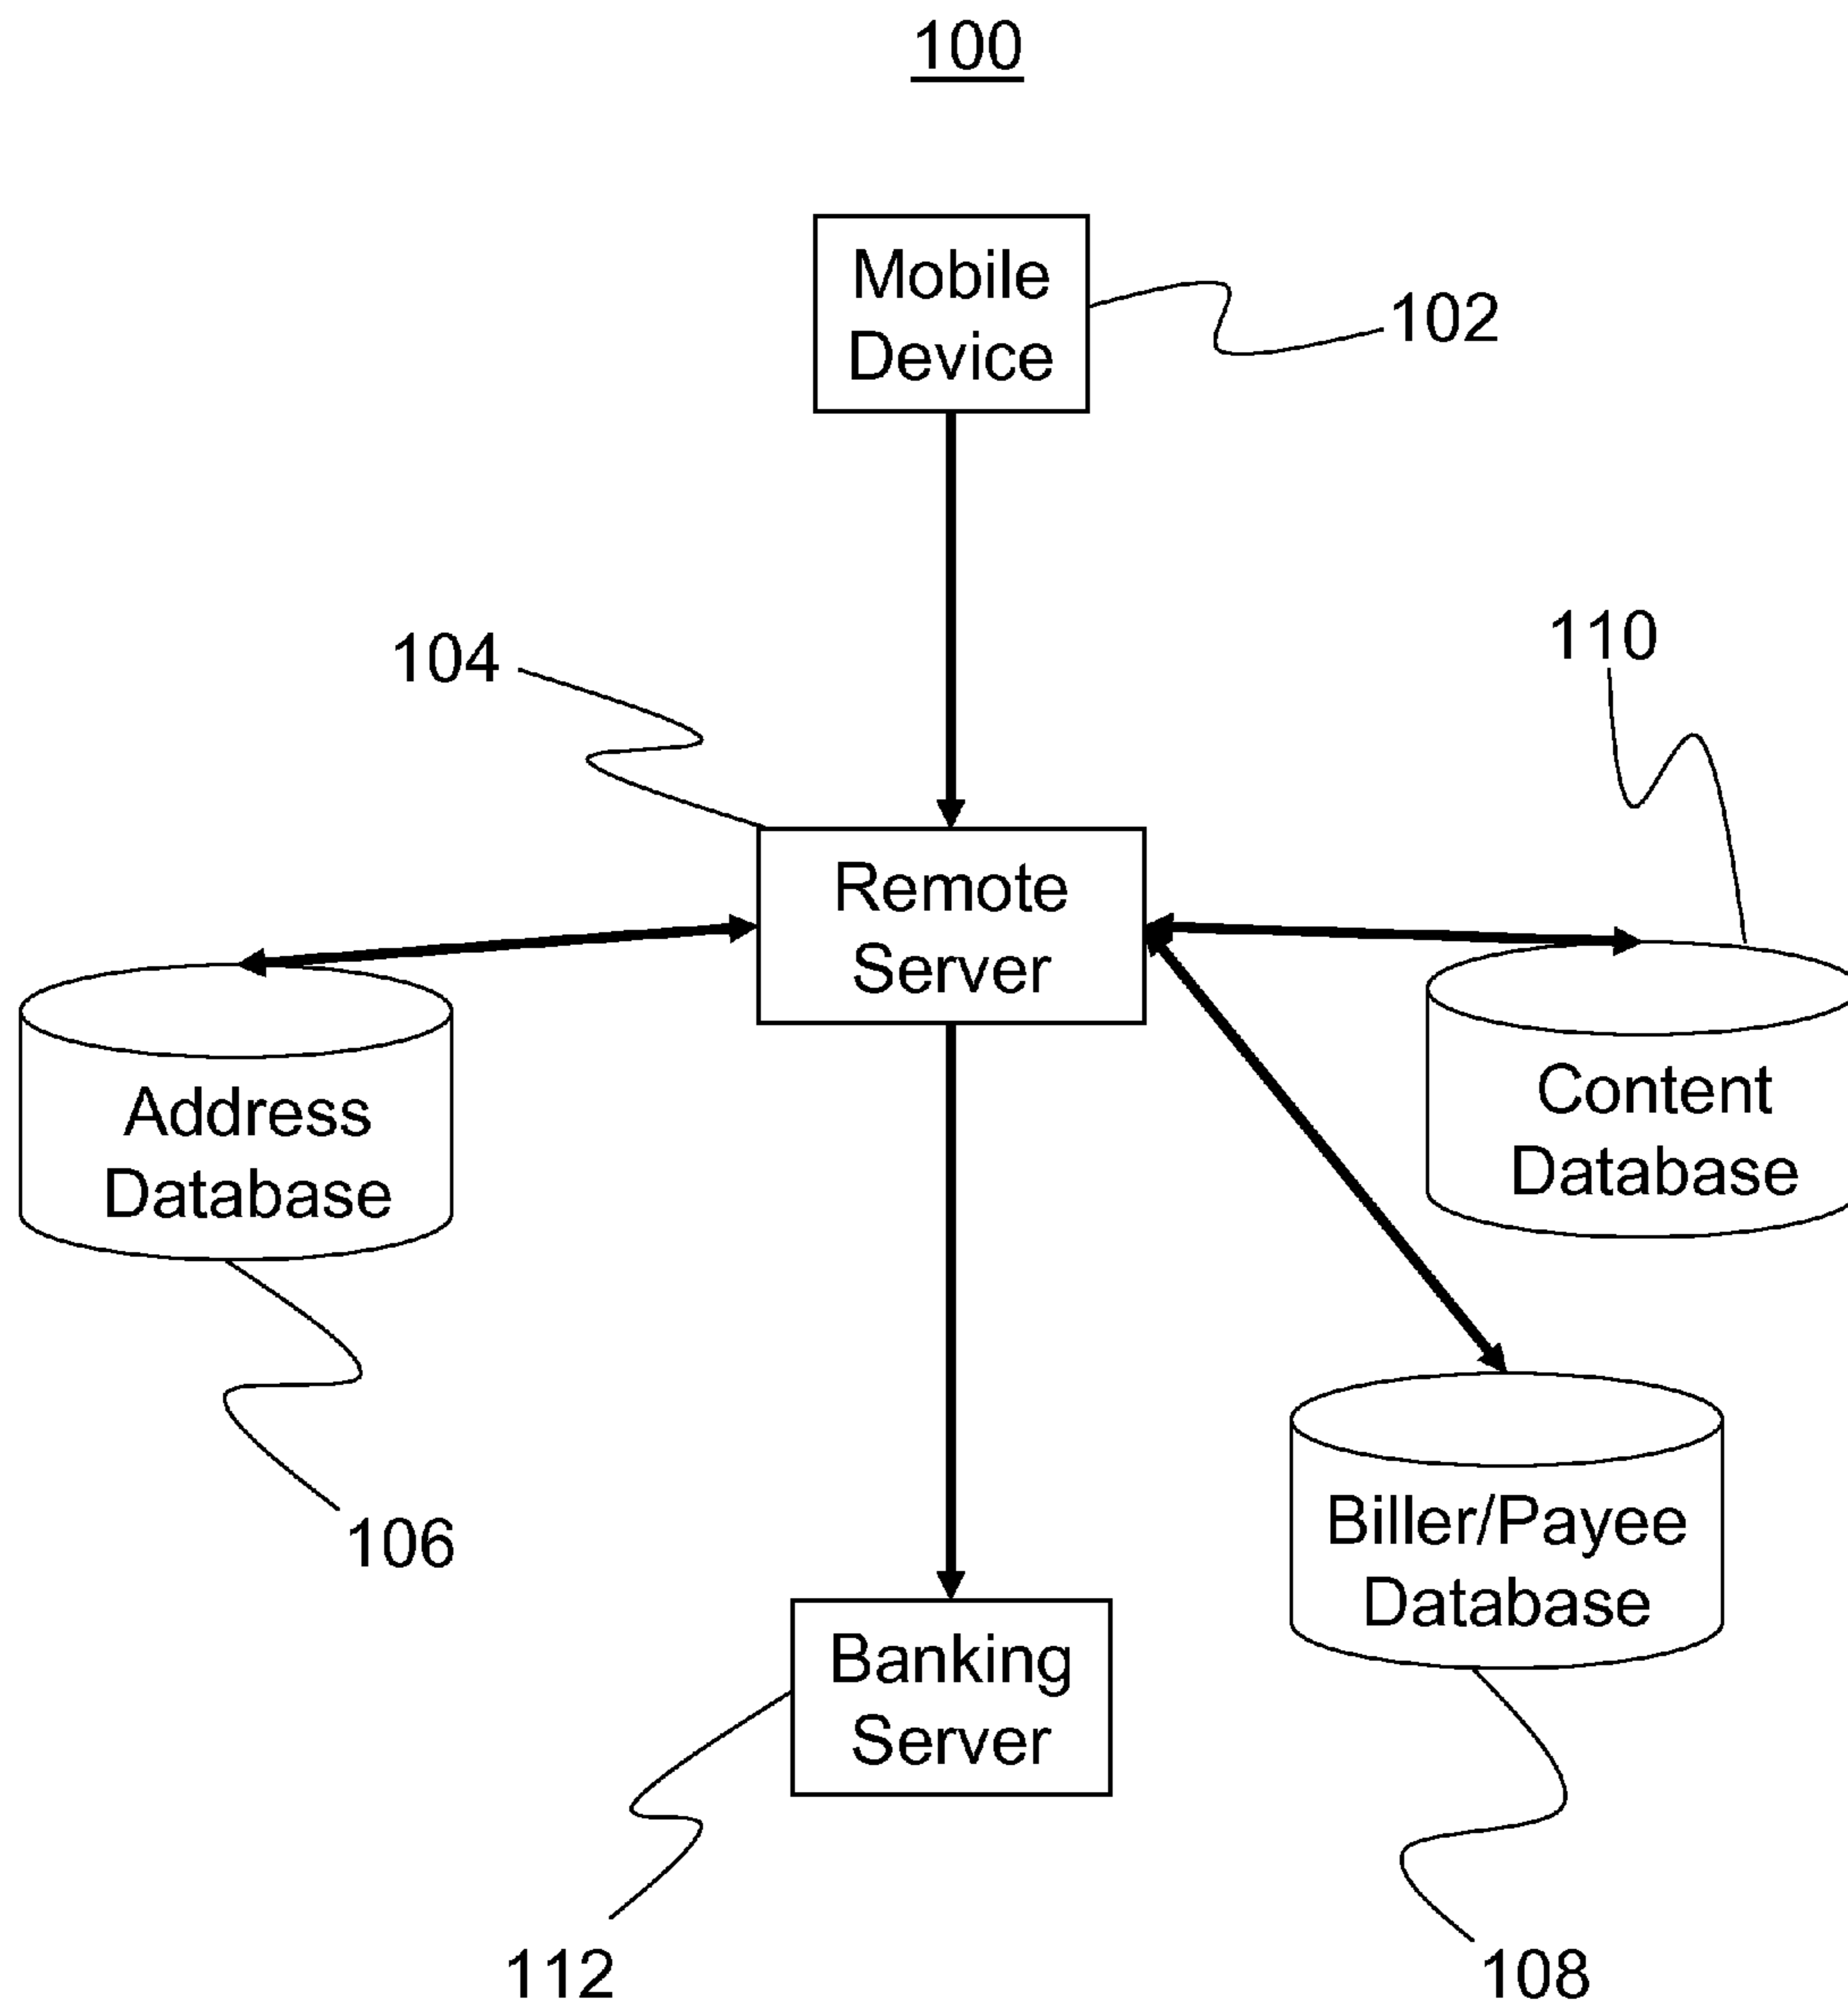 100
Mobile
Device
102
104
110
Remote
Server
Address
Database
Content
Database
106
Biller/Payee
Database
Banking
Server
112
108